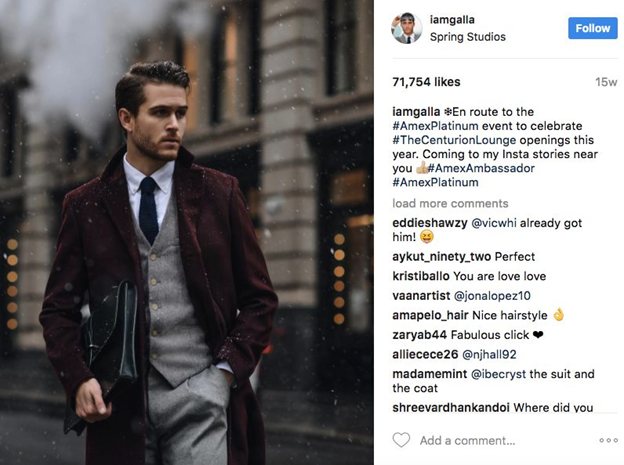 iamgalla
Spring Studios
Follow
71,754 likes
15w
iamgalla ❄En route to the
#AmexPlatinum event to celebrate
#TheCenturionLounge openings this
year. Coming to my Insta stories near
you 👍🏼#AmexAmbassador
#AmexPlatinum
load more comments
eddieshawzy @vicwhi already got
him! 😆
aykut_ninety_two Perfect
kristiballo You are love love
vaanartist @jonalopez10
amapelo_hair Nice hairstyle 👌
zaryab44 Fabulous click ❤
alliecece26 @njhall92
madamemint @ibecryst the suit and
the coat
shreevardhankandoi Where did you
Add a comment...